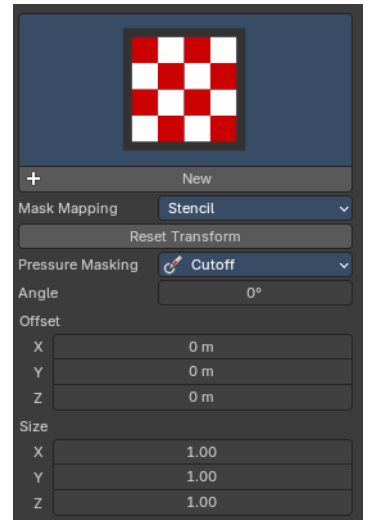 New
Mask Mapping Stencil
Reset Transform
Pressure Masking Cutoff
Angle 0°
Offset
X 0 m
Y 0 m
Z 0 m
Size
X 1.00
Y 1.00
Z 1.00